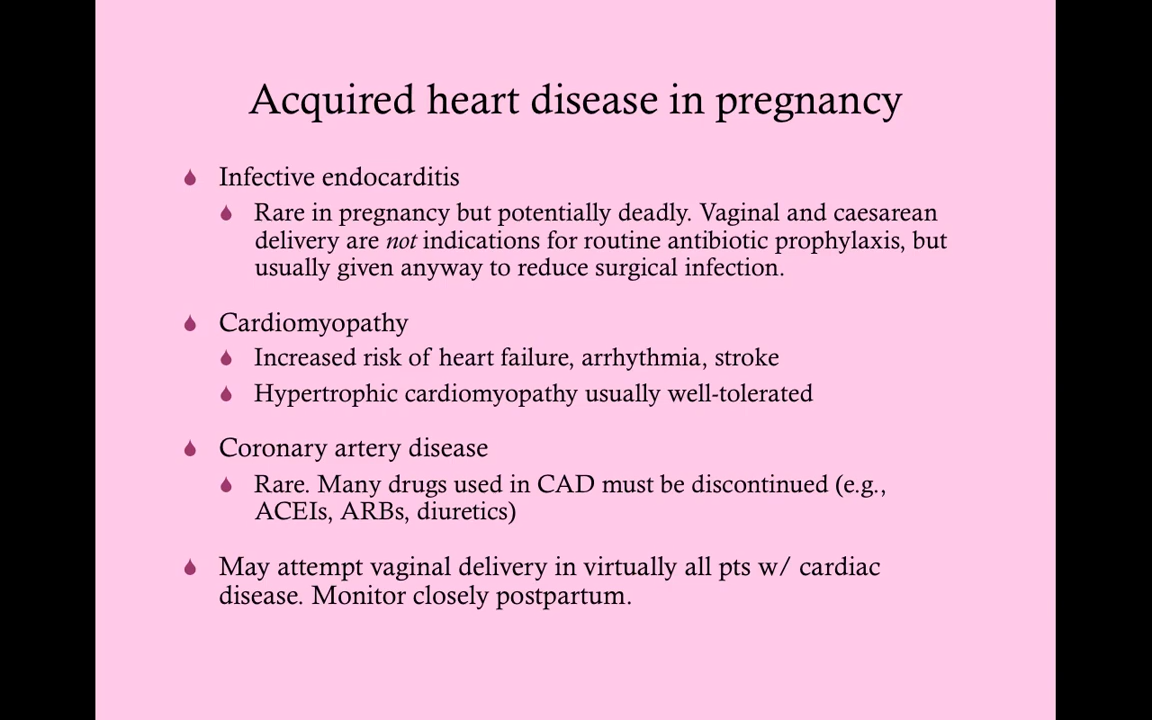 Acquired heart disease in pregnancy
Infective endocarditis
Rare in pregnancy but potentially deadly. Vaginal and caesarean
delivery are not indications for routine antibiotic prophylaxis, but
usually given anyway to reduce surgical infection.
Cardiomyopathy
Increased risk of heart failure, arrhythmia, stroke
Hypertrophic cardiomyopathy usually well-tolerated
Coronary artery disease
Rare. Many drugs used in CAD must be discontinued (e.g.,
ACEIs, ARBs, diuretics)
May attempt vaginal delivery in virtually all pts w/ cardiac
disease. Monitor closely postpartum.